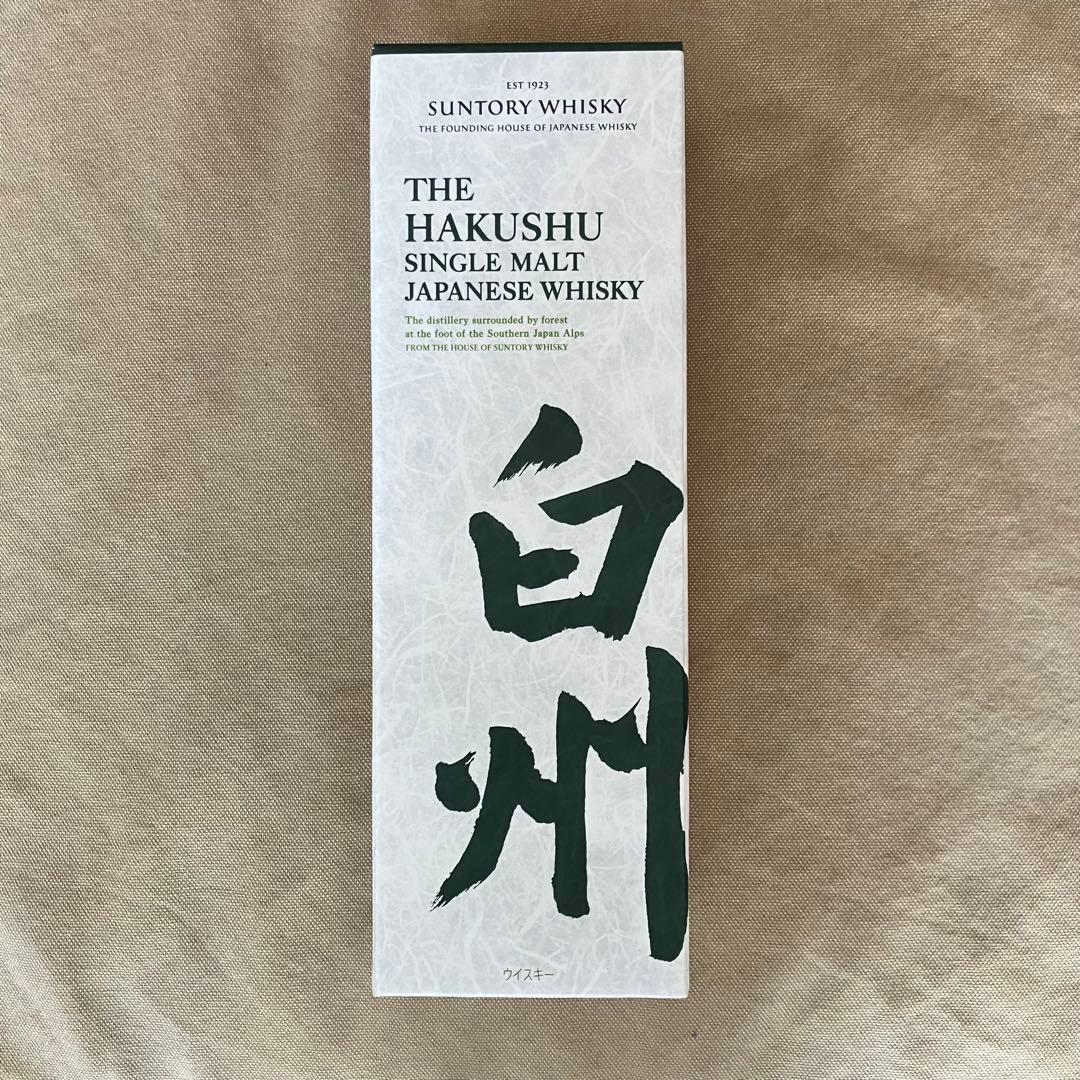 EST 1923
SUNTORY WHISKY
THE FOUNDING HOUSE OF JAPANESE WHISKY
THE
HAKUSHU
SINGLE MALT
JAPANESE WHISKY
The distillery surrounded by forest
at the foot of the Southern Japan Alps
FROM THE HOUSE OF SUNTORY WHISKY
白州
ウイスキー